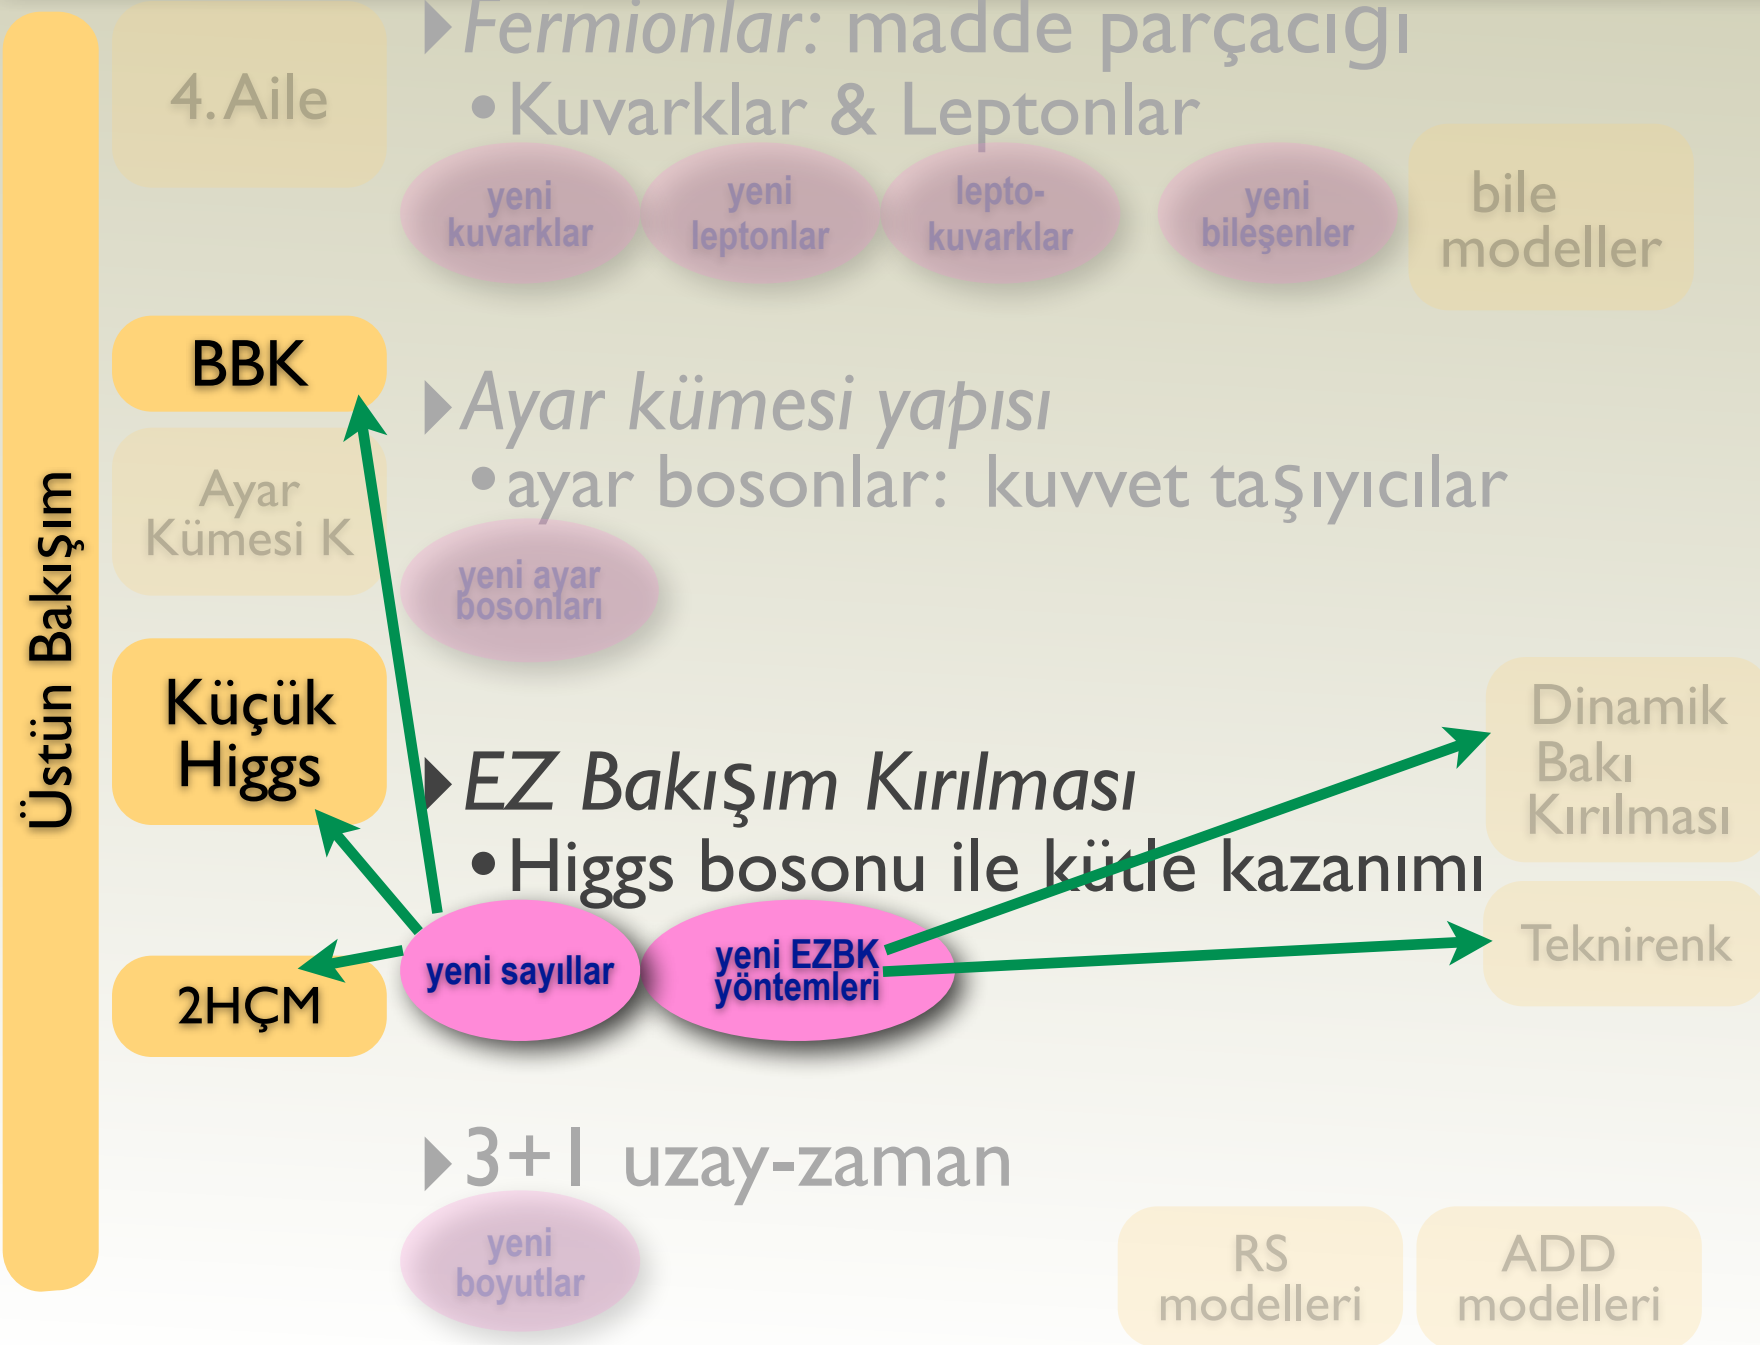 Üstün Bakışım
4. Aile
Fermionlar: madde parçacığı
•Kuvarklar & Leptonlar
yeni
kuvarklar
yeni
leptonlar
lepto-
kuvarklar
yeni
bileşenler
bile
modeller
BBK
Ayar kümesi yapısı
•ayar bosonlar: kuvvet taşıyıcılar
Ayar
Kümesi K
yeni ayar
bosonları
Küçük
Higgs
EZ Bakışım Kırılması
•Higgs bosonu ile kütle kazanımı
Dinamik
Bakı
Kırılması
2HÇM
yeni sayıllar
yeni EZBK
yöntemleri
Teknirenk
3+1 uzay-zaman
yeni
boyutlar
RS
modelleri
ADD
modelleri